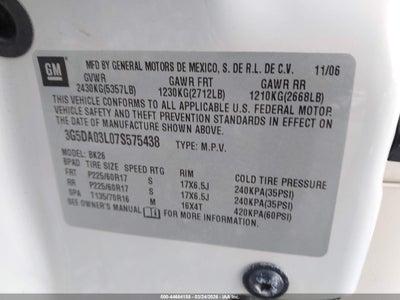 GM
MFD BY GENERAL MOTORS DE MEXICO, S. DE R.L. DE C.V. 11/06
GVWR GAWR FRT GAWR RR
2430KG(5357LB) 1230KG(2712LB) 1210KG(2668LB)
THIS VEHICLE CONFORMS TO ALL APPLICABLE U.S. FEDERAL MOTOR
VEHICLE SAFETY AND THEFT PREVENTION STANDARDS IN EFFECT ON
THE DATE OF MANUFACTURE SHOWN ABOVE.
3G5DA03L07S575438 TYPE: M.P.V.
MODEL: BK26
BPAD TIRE SIZE SPEED RTG RIM COLD TIRE PRESSURE
FRT P225/60R17 S 17X6.5J 240KPA(35PSI)
RR P225/60R17 S 17X6.5J 240KPA(35PSI)
SPA T135/70R16 M 16X4T 420KPA(60PSI)
SEE OWNER'S MANUAL FOR MORE INFORMATION.